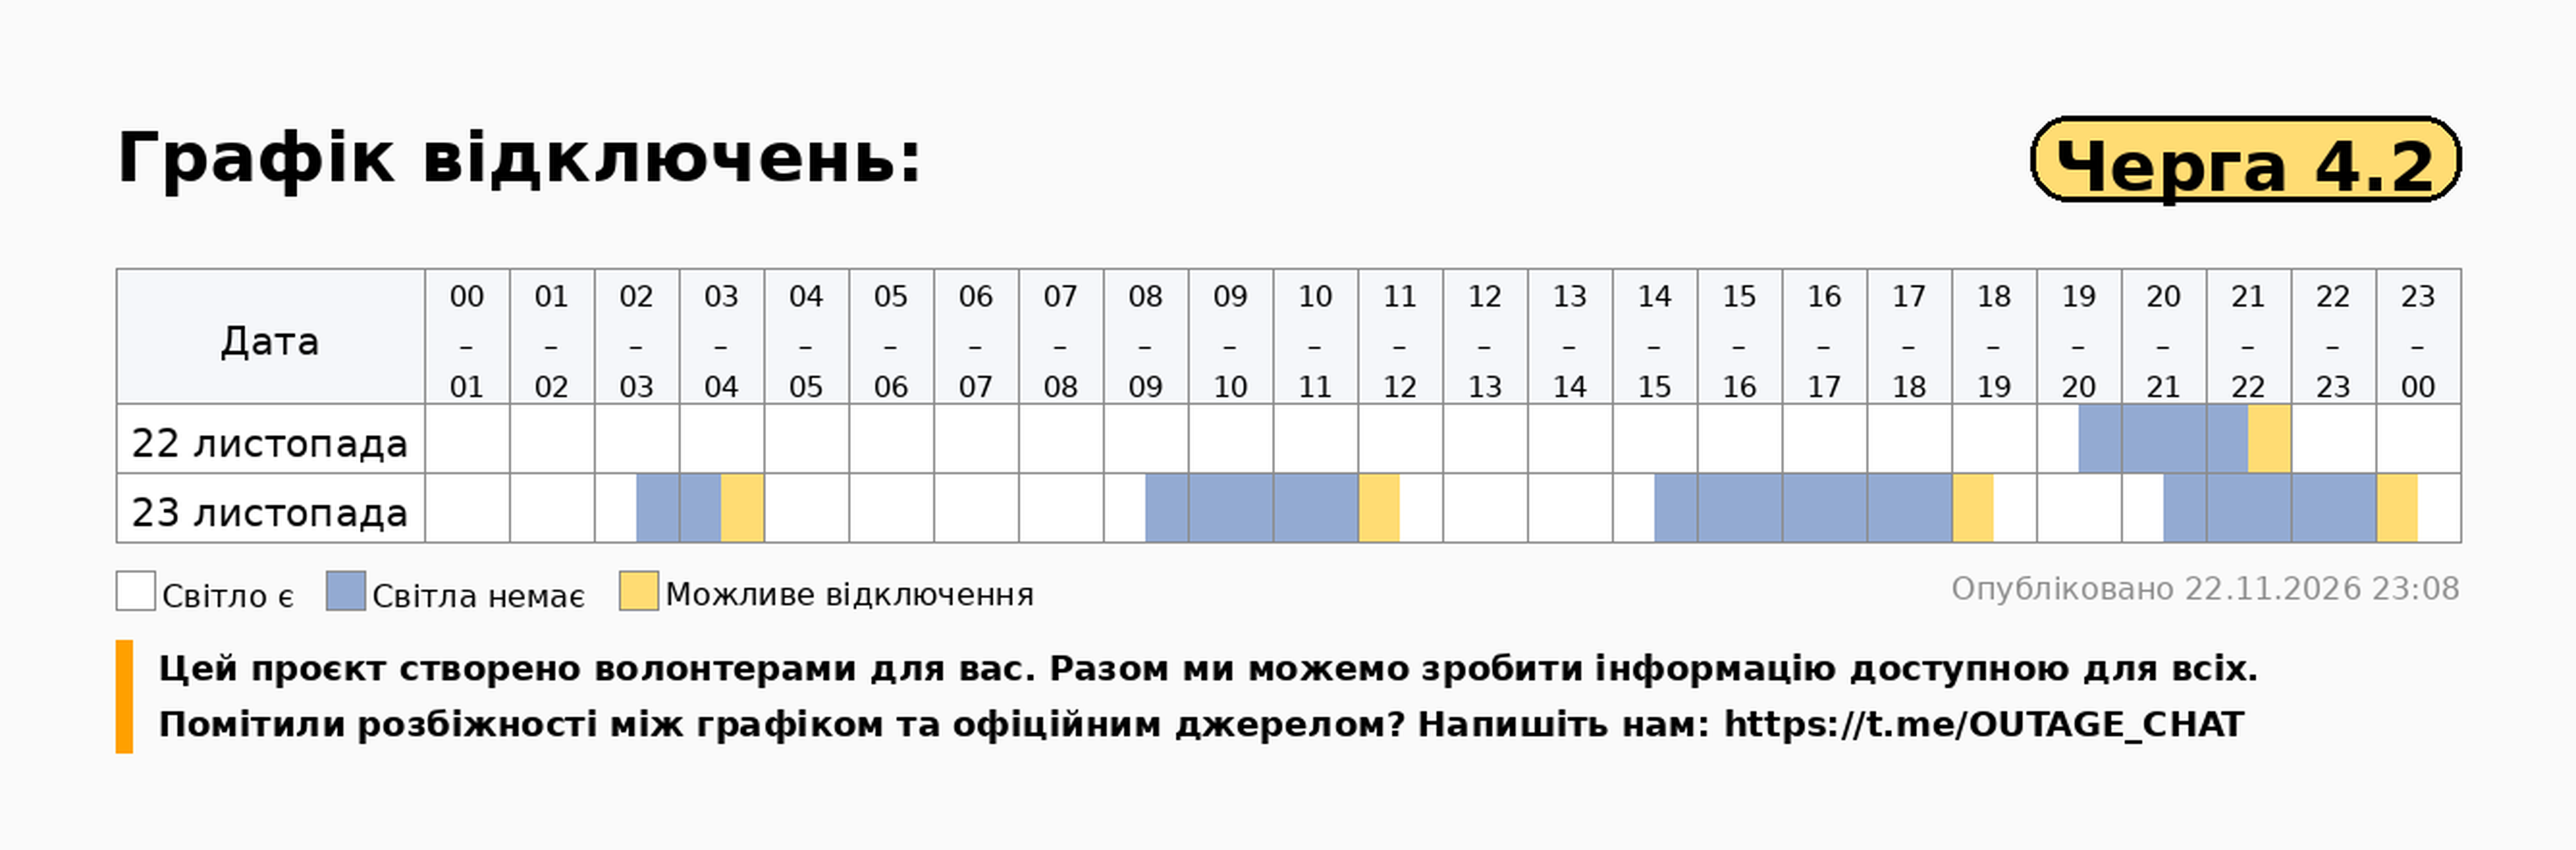 Графік відключень:
Черга 4.2
Дата
00 – 01
01 – 02
02 – 03
03 – 04
04 – 05
05 – 06
06 – 07
07 – 08
08 – 09
09 – 10
10 – 11
11 – 12
12 – 13
13 – 14
14 – 15
15 – 16
16 – 17
17 – 18
18 – 19
19 – 20
20 – 21
21 – 22
22 – 23
23 – 00
22 листопада
23 листопада
Світло є
Світла немає
Можливе відключення
Опубліковано 22.11.2026 23:08
Цей проєкт створено волонтерами для вас. Разом ми можемо зробити інформацію доступною для всіх.
Помітили розбіжності між графіком та офіційним джерелом? Напишіть нам: https://t.me/OUTAGE_CHAT